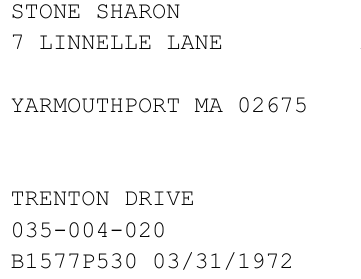 STONE SHARON
7 LINNELLE LANE
YARMOUTHPORT MA 02675
TRENTON DRIVE
035-004-020
B1577P530 03/31/1972